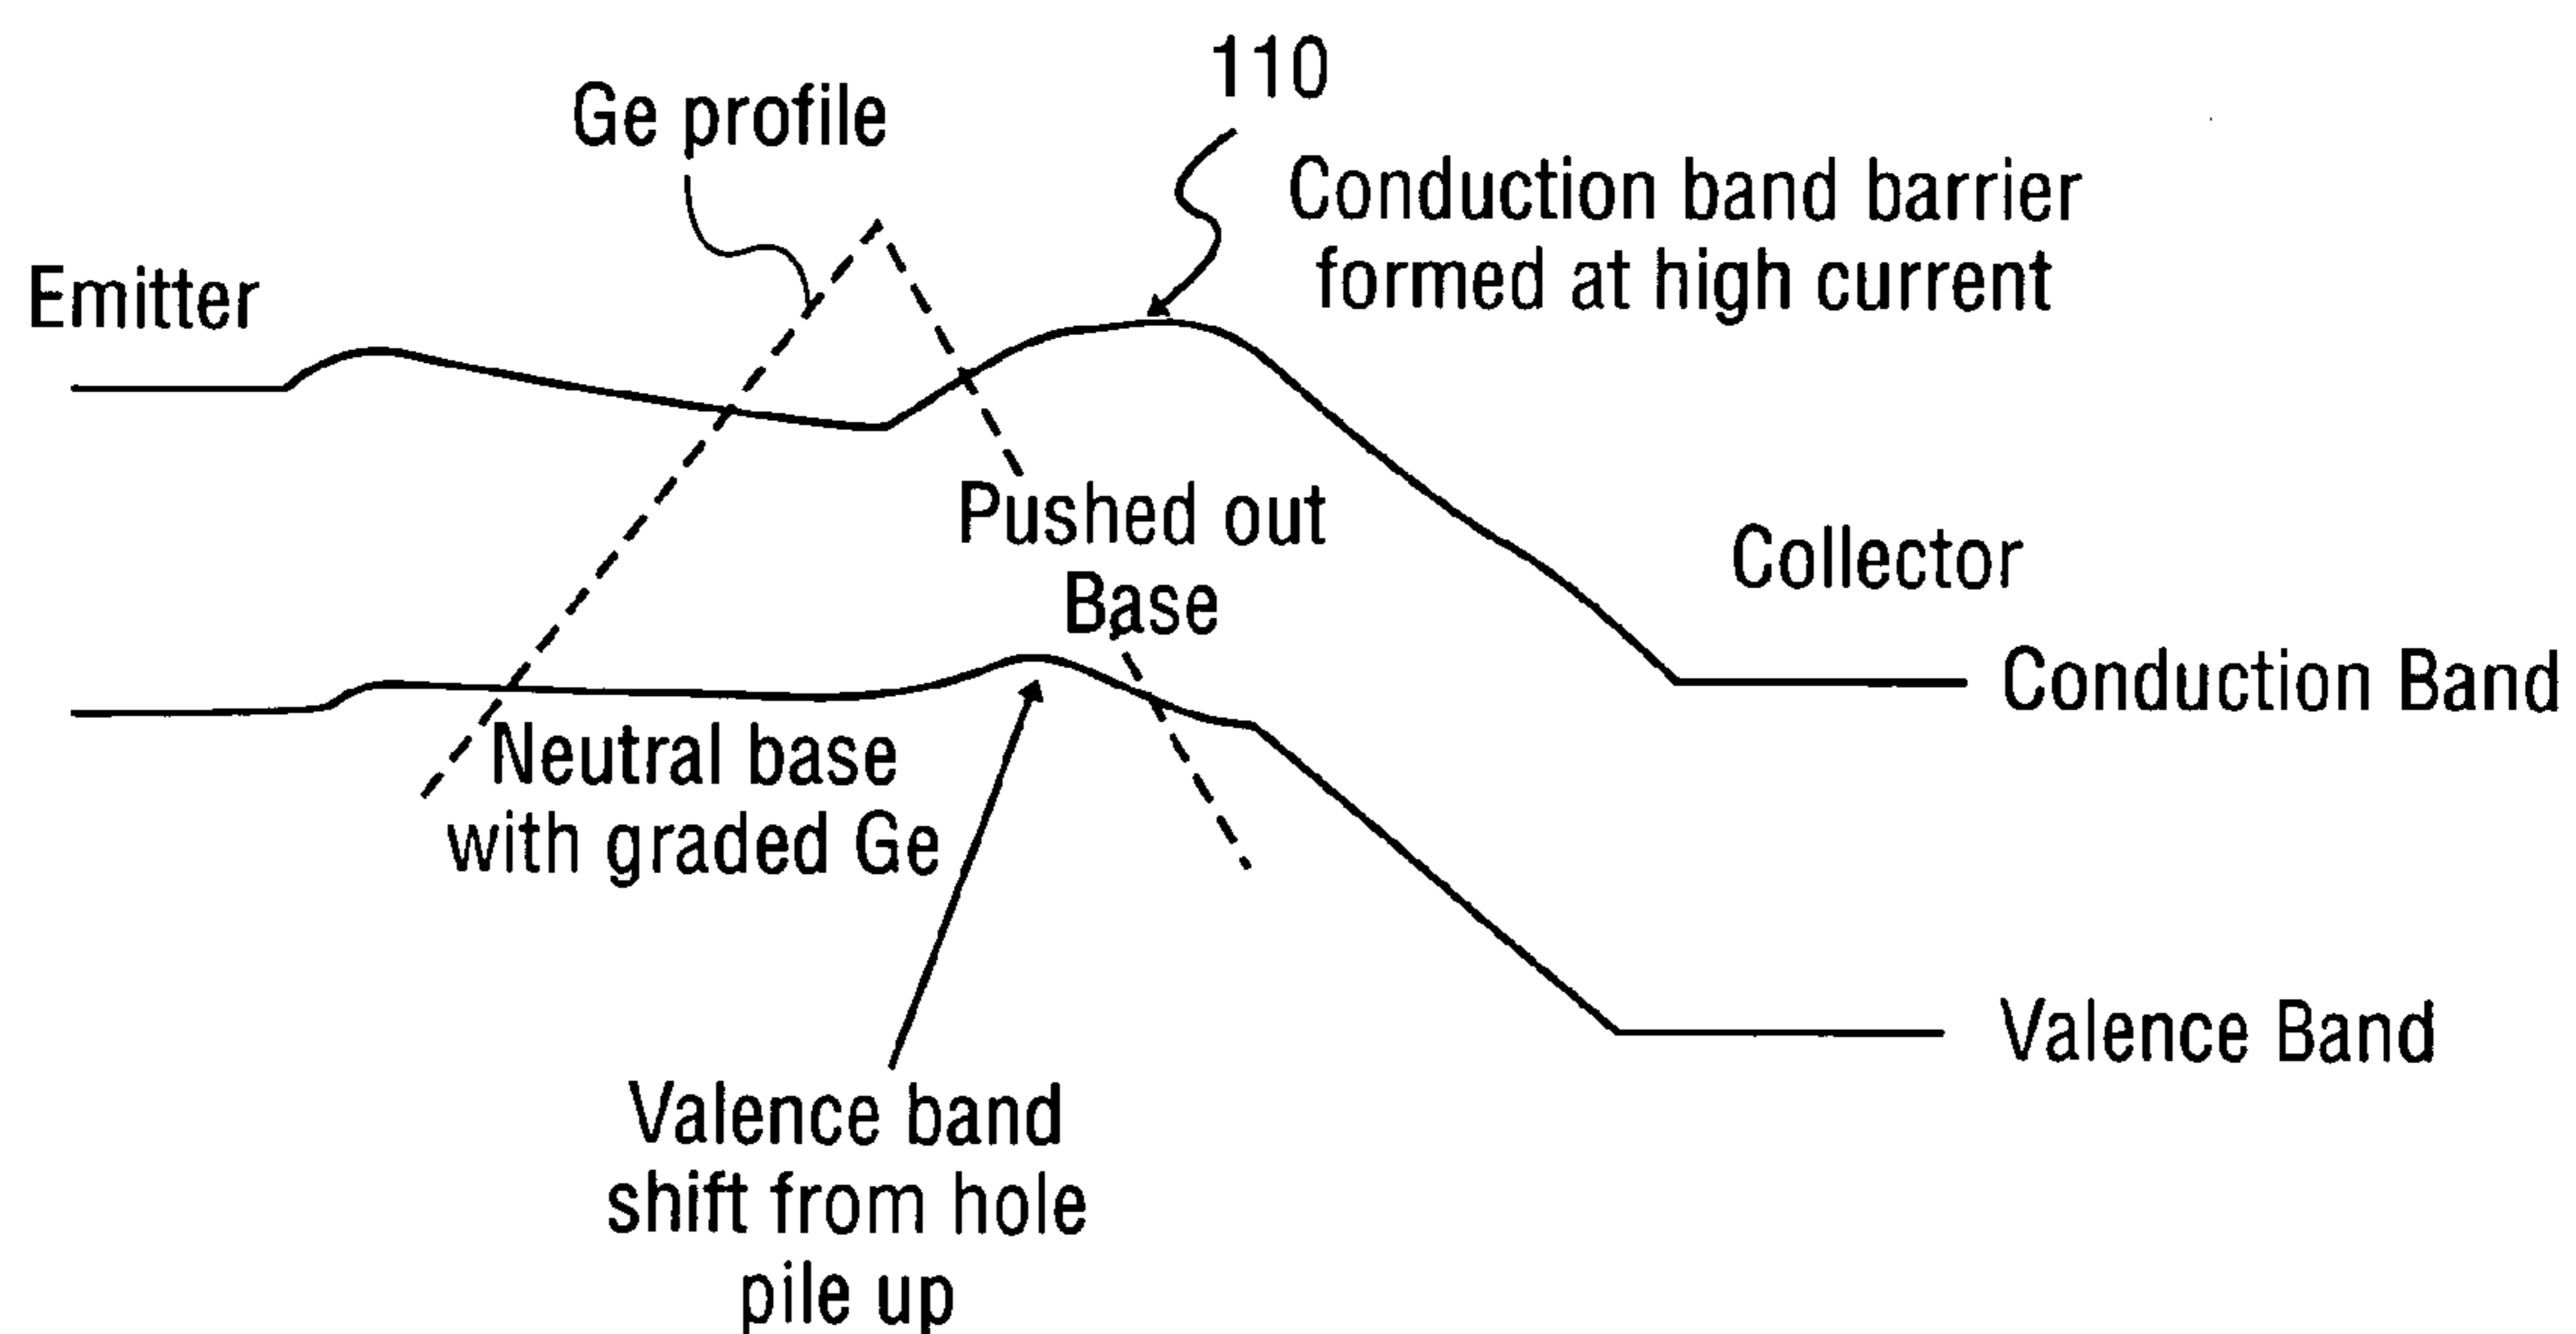 110
Ge profile
Conduction band barrier
formed at high current
Emitter
Pushed out
Base
Collector
Conduction Band
Neutral base
with graded Ge
Valence Band
Valence band
shift from hole
pile up